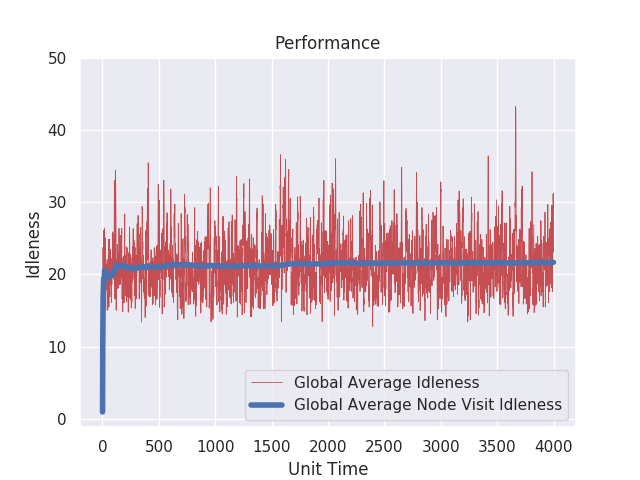 Performance
Idleness
50
40
30
20
10
0
0 500 1000 1500 2000 2500 3000 3500 4000
Unit Time
Global Average Idleness
Global Average Node Visit Idleness